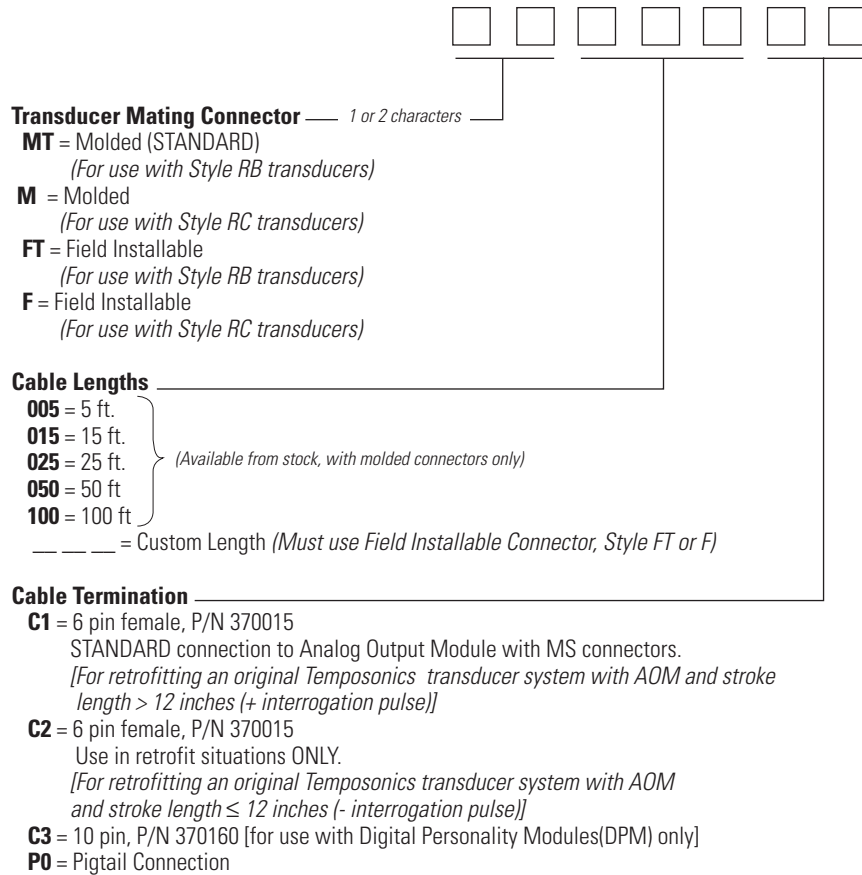 Transducer Mating Connector 1 or 2 characters
MT = Molded (STANDARD)
(For use with Style RB transducers)
M = Molded
(For use with Style RC transducers)
FT = Field Installable
(For use with Style RB transducers)
F = Field Installable
(For use with Style RC transducers)
Cable Lengths
005 = 5 ft.
015 = 15 ft.
025 = 25 ft.
(Available from stock, with molded connectors only)
050 = 50 ft
100 = 100 ft
__ __ __ = Custom Length (Must use Field Installable Connector, Style FT or F)
Cable Termination
C1 = 6 pin female, P/N 370015
STANDARD connection to Analog Output Module with MS connectors.
[For retrofitting an original Temposonics transducer system with AOM and stroke
length > 12 inches (+ interrogation pulse)]
C2 = 6 pin female, P/N 370015
Use in retrofit situations ONLY.
[For retrofitting an original Temposonics transducer system with AOM
and stroke length ≤ 12 inches (- interrogation pulse)]
C3 = 10 pin, P/N 370160 [for use with Digital Personality Modules(DPM) only]
P0 = Pigtail Connection